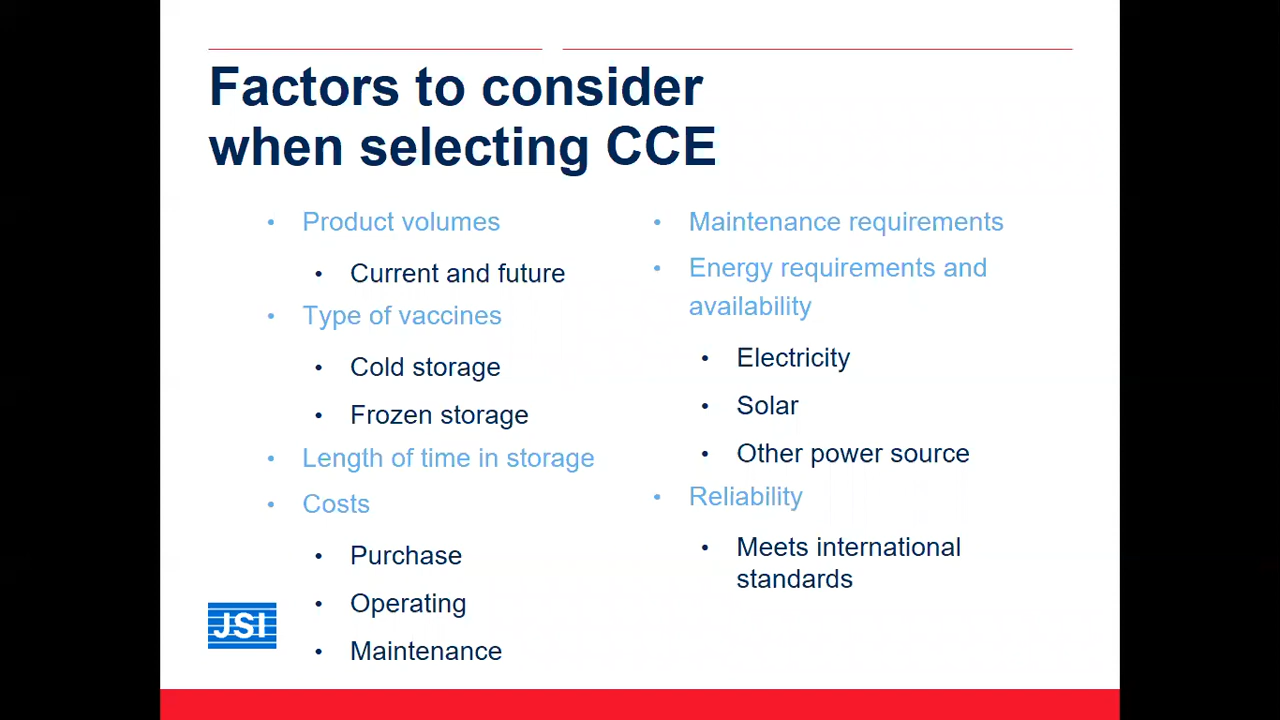 Factors to consider
when selecting CCE
• Product volumes
• Current and future
• Type of vaccines
• Cold storage
• Frozen storage
• Length of time in storage
• Costs
• Purchase
• Operating
• Maintenance
• Maintenance requirements
• Energy requirements and
availability
• Electricity
• Solar
• Other power source
• Reliability
• Meets international
standards
JSI